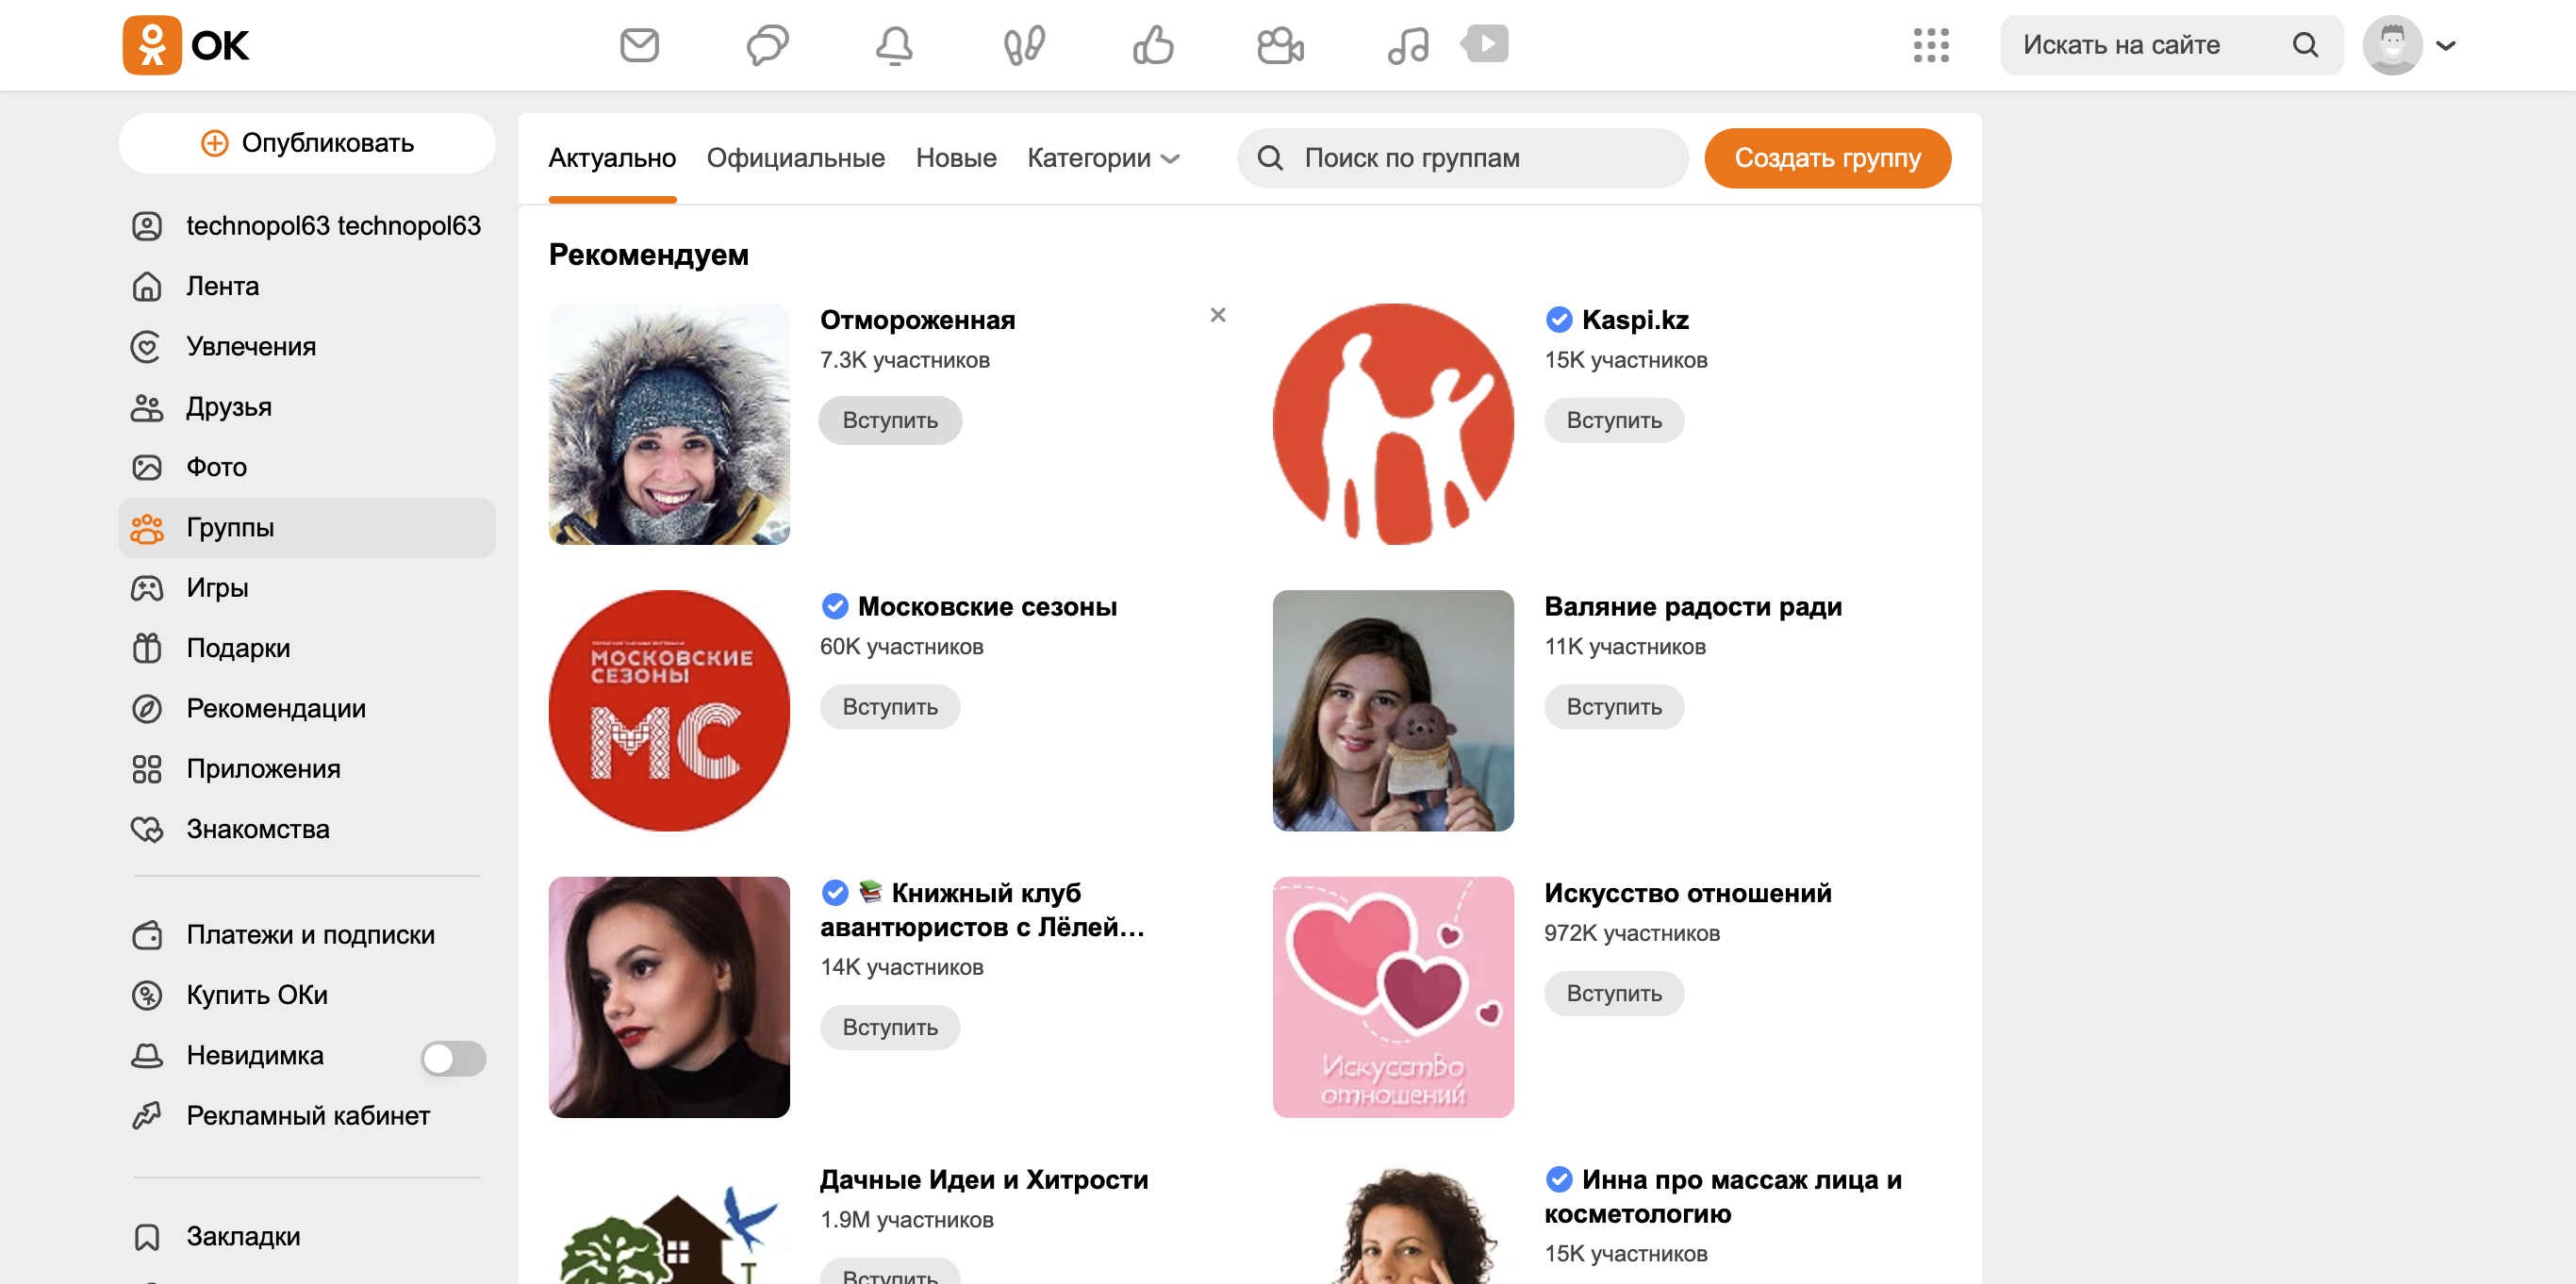 OK
Искать на сайте
Опубликовать
technopol63 technopol63
Лента
Увлечения
Друзья
Фото
Группы
Игры
Подарки
Рекомендации
Приложения
Знакомства
Платежи и подписки
Купить ОКи
Невидимка
Рекламный кабинет
Закладки
Актуально
Официальные
Новые
Категории
Поиск по группам
Создать группу
Рекомендуем
Отмороженная
7.3K участников
Вступить
Kaspi.kz
15K участников
Вступить
МОСКОВСКИЕ
СЕЗОНЫ
МС
Московские сезоны
60K участников
Вступить
Валяние радости ради
11K участников
Вступить
Книжный клуб
авантюристов с Лёлей…
14K участников
Вступить
Искусство
отношений
Искусство отношений
972K участников
Вступить
Дачные Идеи и Хитрости
1.9M участников
Вступить
Инна про массаж лица и
косметологию
15K участников